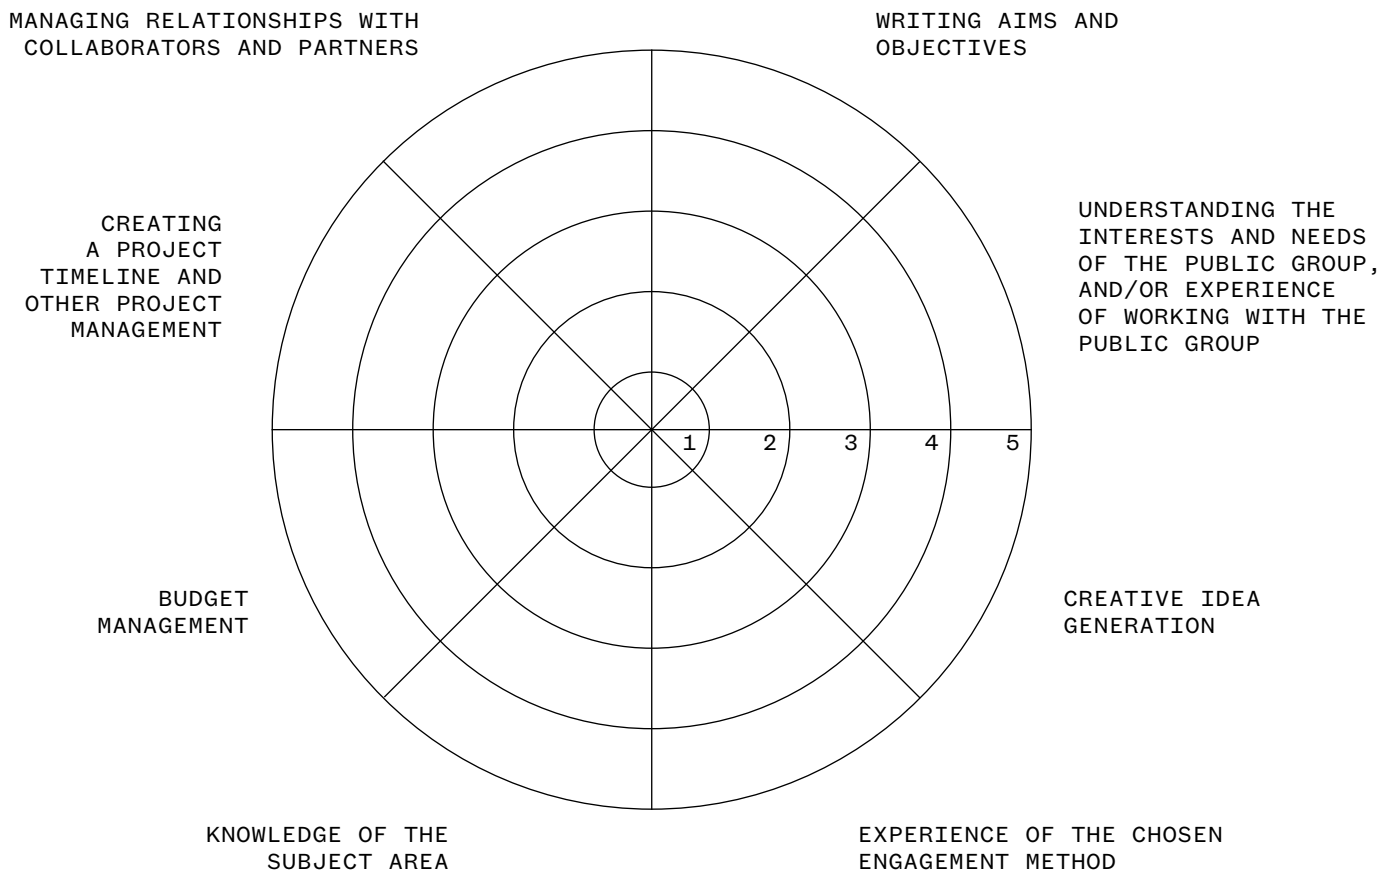 MANAGING RELATIONSHIPS WITH
COLLABORATORS AND PARTNERS
WRITING AIMS AND
OBJECTIVES
CREATING
A PROJECT
TIMELINE AND
OTHER PROJECT
MANAGEMENT
UNDERSTANDING THE
INTERESTS AND NEEDS
OF THE PUBLIC GROUP,
AND/OR EXPERIENCE
OF WORKING WITH THE
PUBLIC GROUP
1 2 3 4 5
BUDGET
MANAGEMENT
CREATIVE IDEA
GENERATION
KNOWLEDGE OF THE
SUBJECT AREA
EXPERIENCE OF THE CHOSEN
ENGAGEMENT METHOD